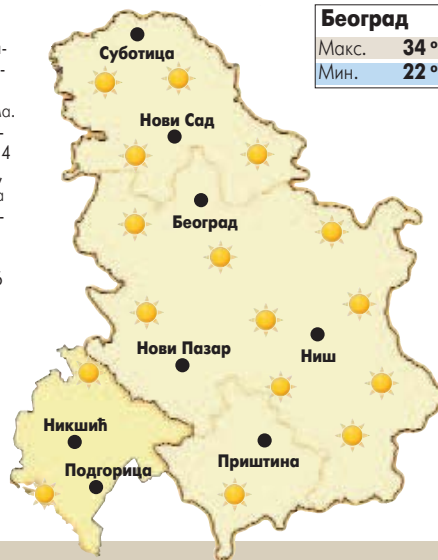 Београд
Макс. 34 °
Мин. 22 °
Суботица
Нови Сад
Београд
Нови Пазар
Ниш
Никшић
Подгорица
Приштина